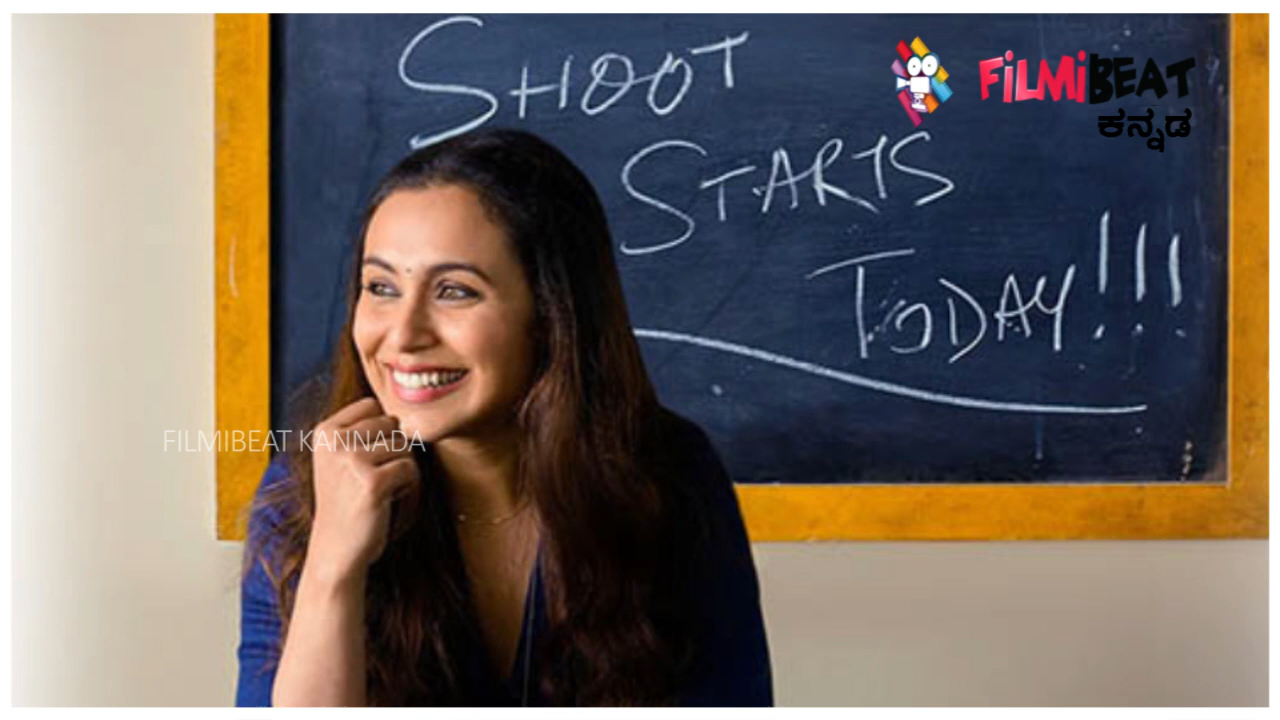 SHOOT
STARTS
TODAY!!!
FiLMiBEAT
ಕನ್ನಡ
FILMIBEAT KANNADA